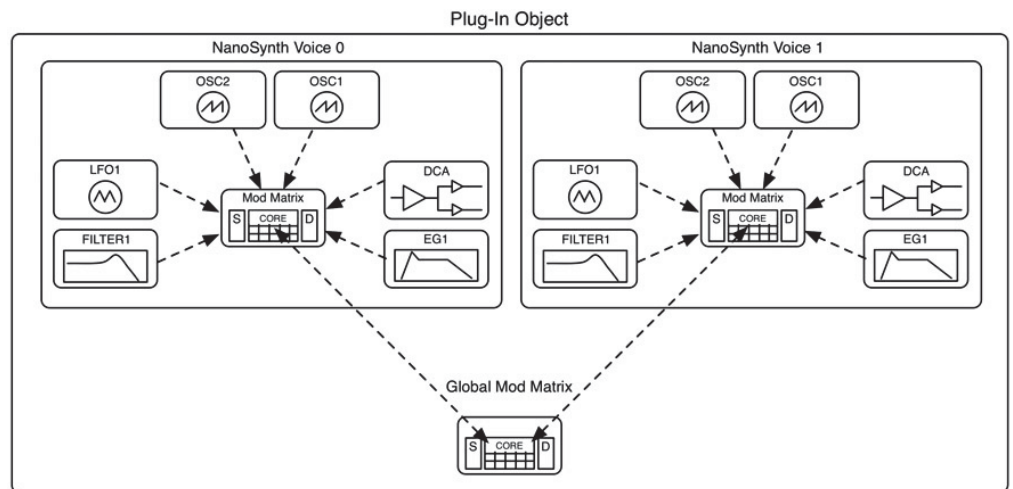 Plug-In Object
NanoSynth Voice 0
OSC2
OSC1
LFO1
DCA
Mod Matrix
S
CORE
D
FILTER1
EG1
NanoSynth Voice 1
OSC2
OSC1
LFO1
DCA
Mod Matrix
S
CORE
D
FILTER1
EG1
Global Mod Matrix
S
CORE
D